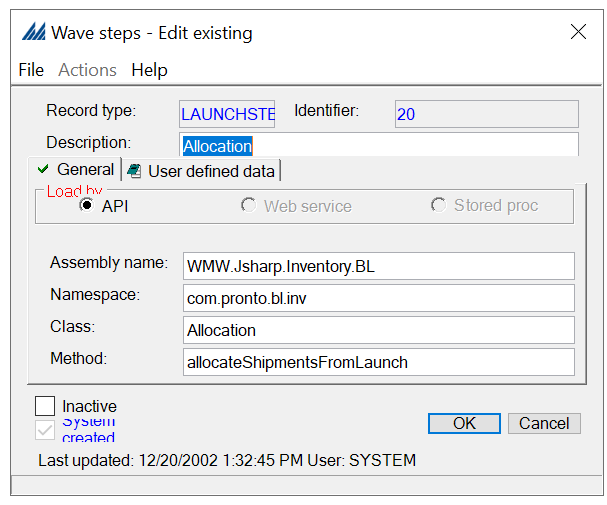 Wave steps - Edit existing
File Actions Help
Record type: LAUNCHSTE Identifier: 20
Description: Allocation
General User defined data
Load by
API Web service Stored proc
Assembly name: WMW.Jsharp.Inventory.BL
Namespace: com.pronto.bl.inv
Class: Allocation
Method: allocateShipmentsFromLaunch
Inactive
System
created
OK Cancel
Last updated: 12/20/2002 1:32:45 PM User: SYSTEM